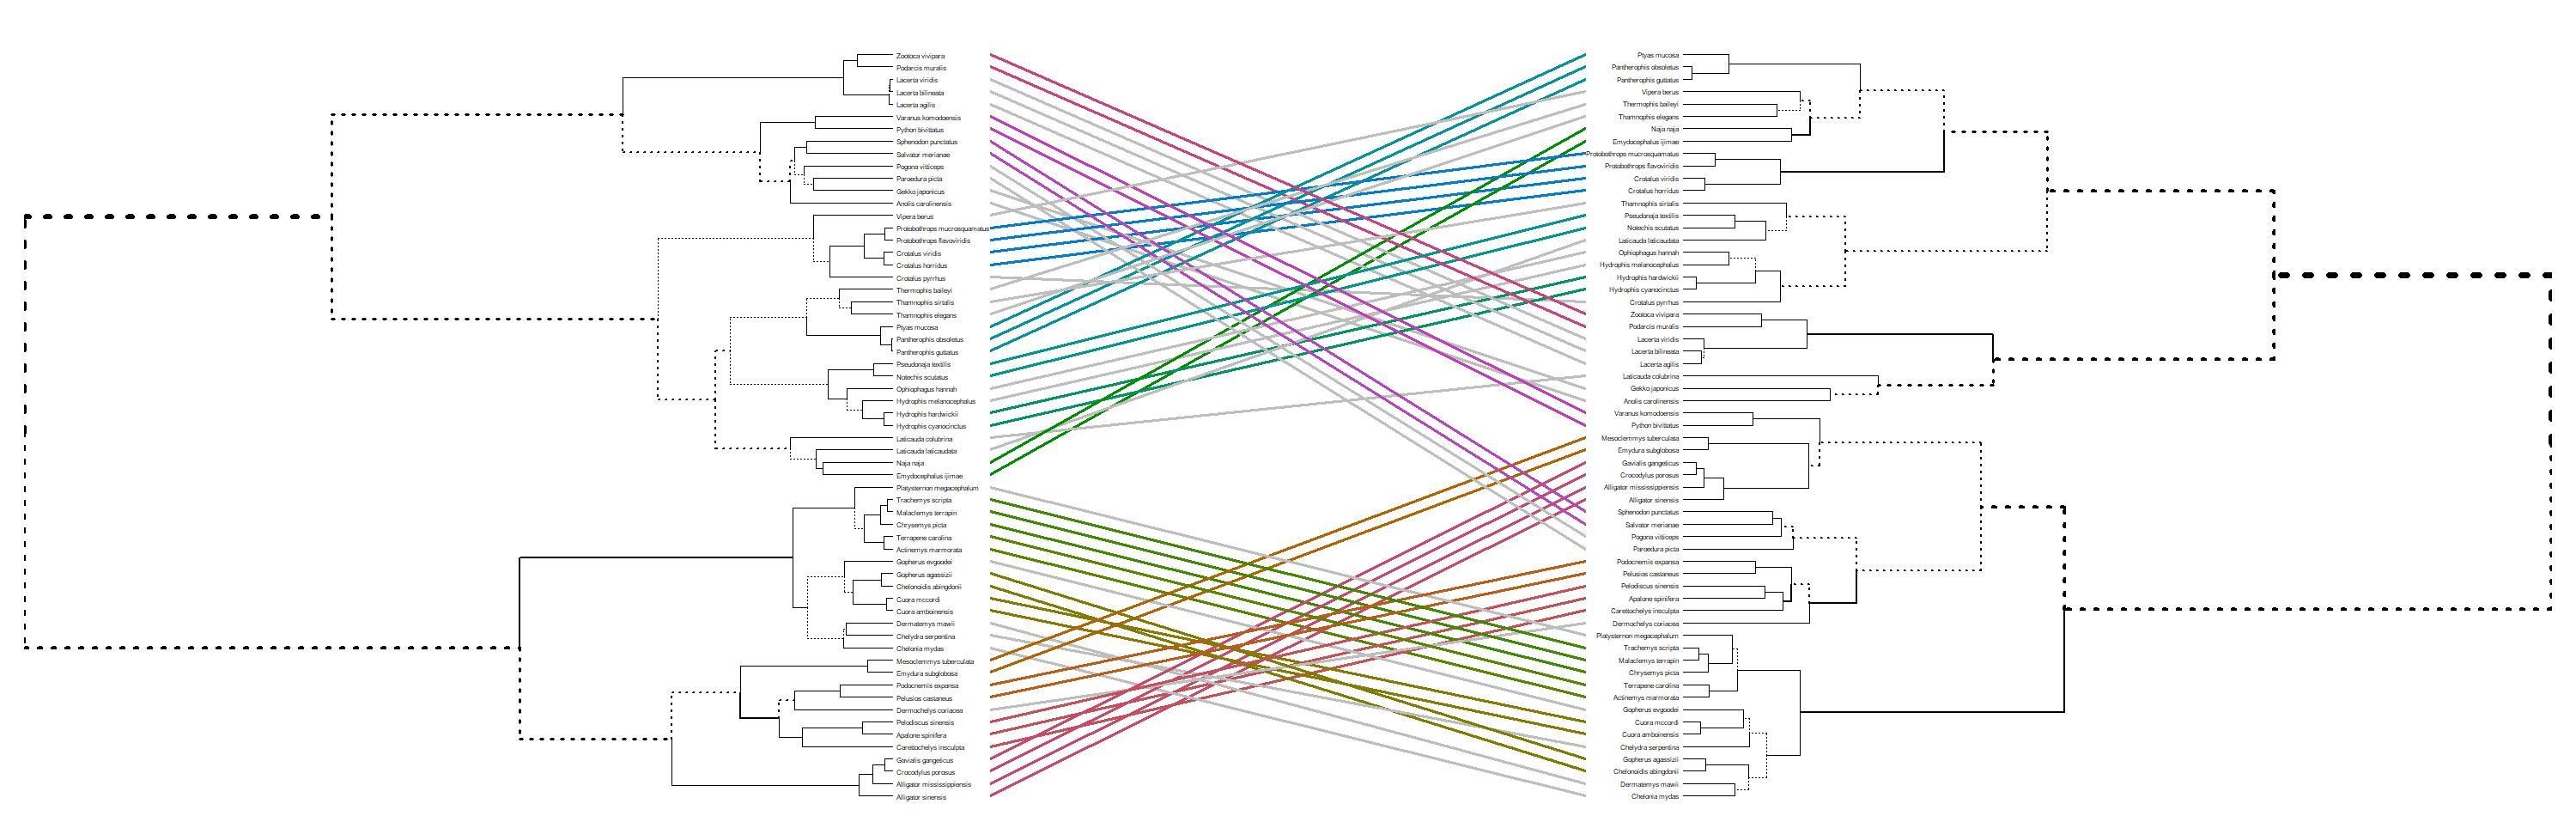 Zootoca vivipara
Podarcis muralis
Lacerta viridis
Lacerta bilineata
Lacerta agilis
Varanus komodoensis
Python bivittatus
Sphenodon punctatus
Salvator merianae
Pogona vitticeps
Paroedura picta
Gekko japonicus
Anolis carolinensis
Vipera berus
Protobothrops mucrosquamatus
Protobothrops flavoviridis
Crotalus viridis
Crotalus horridus
Crotalus pyrrhus
Thermophis baileyi
Thamnophis sirtalis
Thamnophis elegans
Ptyas mucosa
Pantherophis obsoletus
Pantherophis guttatus
Pseudonaja textilis
Notechis scutatus
Ophiophagus hannah
Hydrophis melanocephalus
Hydrophis hardwickii
Hydrophis cyanocinctus
Laticauda colubrina
Laticauda laticaudata
Naja naja
Emydocephalus ijimae
Platysternon megacephalum
Trachemys scripta
Malaclemys terrapin
Chrysemys picta
Terrapene carolina
Actinemys marmorata
Gopherus evgoodei
Gopherus agassizii
Chelonoidis abingdonii
Cuora mccordi
Cuora amboinensis
Dermatemys mawii
Chelydra serpentina
Chelonia mydas
Mesoclemmys tuberculata
Emydura subglobosa
Podocnemis expansa
Pelusios castaneus
Dermochelys coriacea
Pelodiscus sinensis
Apalone spinifera
Carettochelys insculpta
Gavialis gangeticus
Crocodylus porosus
Alligator mississippiensis
Alligator sinensis
Ptyas mucosa
Pantherophis obsoletus
Pantherophis guttatus
Vipera berus
Thermophis baileyi
Thamnophis elegans
Naja naja
Emydocephalus ijimae
Protobothrops mucrosquamatus
Protobothrops flavoviridis
Crotalus viridis
Crotalus horridus
Thamnophis sirtalis
Pseudonaja textilis
Notechis scutatus
Laticauda laticaudata
Ophiophagus hannah
Hydrophis melanocephalus
Hydrophis hardwickii
Hydrophis cyanocinctus
Crotalus pyrrhus
Zootoca vivipara
Podarcis muralis
Lacerta viridis
Lacerta bilineata
Lacerta agilis
Laticauda colubrina
Gekko japonicus
Anolis carolinensis
Varanus komodoensis
Python bivittatus
Mesoclemmys tuberculata
Emydura subglobosa
Gavialis gangeticus
Crocodylus porosus
Alligator mississippiensis
Alligator sinensis
Sphenodon punctatus
Salvator merianae
Pogona vitticeps
Paroedura picta
Podocnemis expansa
Pelusios castaneus
Pelodiscus sinensis
Apalone spinifera
Carettochelys insculpta
Dermochelys coriacea
Platysternon megacephalum
Trachemys scripta
Malaclemys terrapin
Chrysemys picta
Terrapene carolina
Actinemys marmorata
Gopherus evgoodei
Cuora mccordi
Cuora amboinensis
Chelydra serpentina
Gopherus agassizii
Chelonoidis abingdonii
Dermatemys mawii
Chelonia mydas